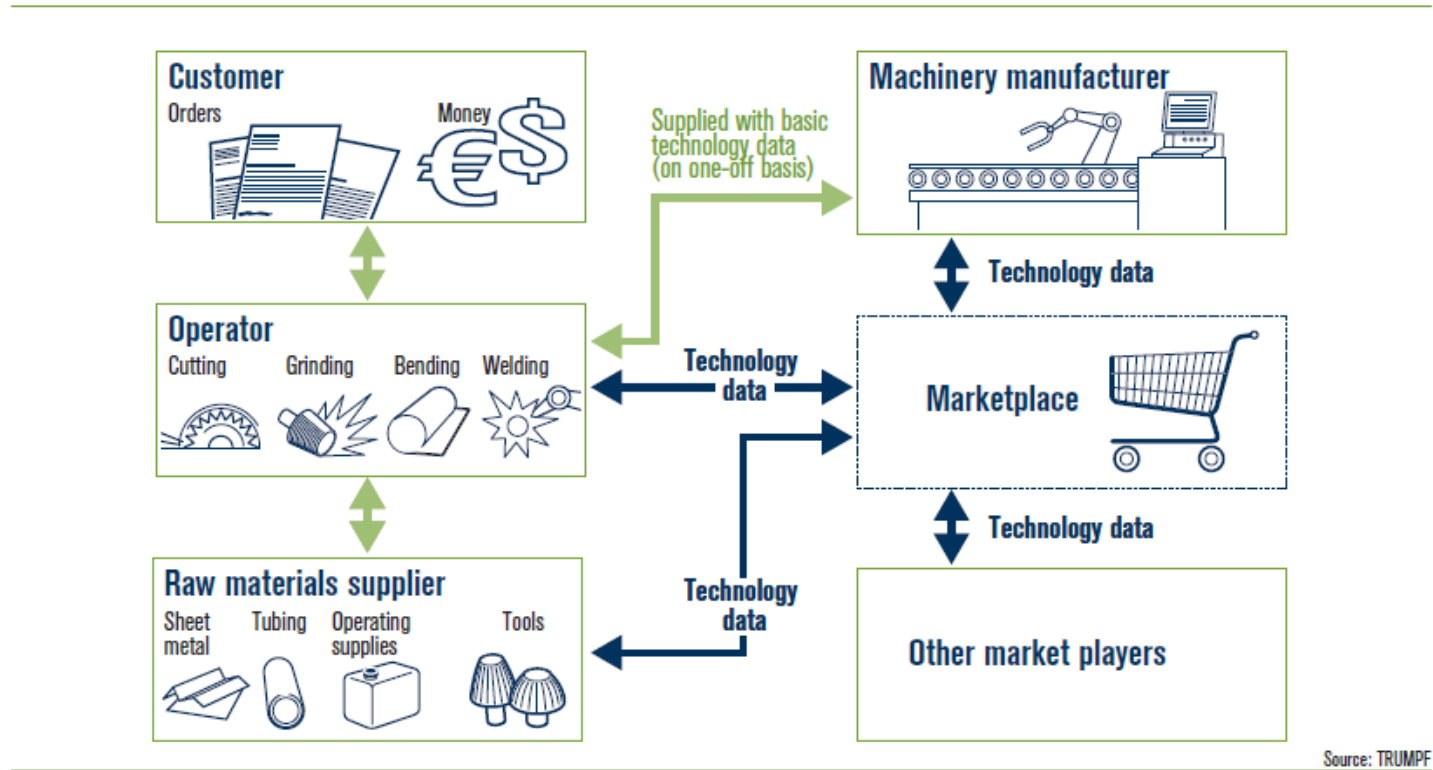 Customer
Orders
Money
€
$
Supplied with basic
technology data
(on one-off basis)
Machinery manufacturer
Technology data
Operator
Cutting
Grinding
Bending
Welding
Technology
data
Marketplace
Technology data
Raw materials supplier
Sheet
metal
Tubing
Operating
supplies
Tools
Technology
data
Other market players
Source: TRUMPF